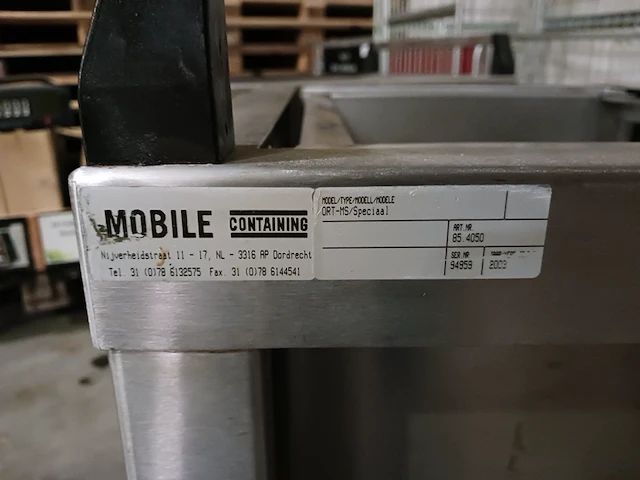 MOBILE CONTAINING
Nijverheidstraat 11 - 17, NL - 3316 AP Dordrecht
Tel. 31 (0)78 6132575 Fax. 31 (0)78 6144541
MODEL/TYPE/MODELL/MODELE
ORT-MS/Speciaal
ART.NR.
85.4050
SER NR
94959
2003